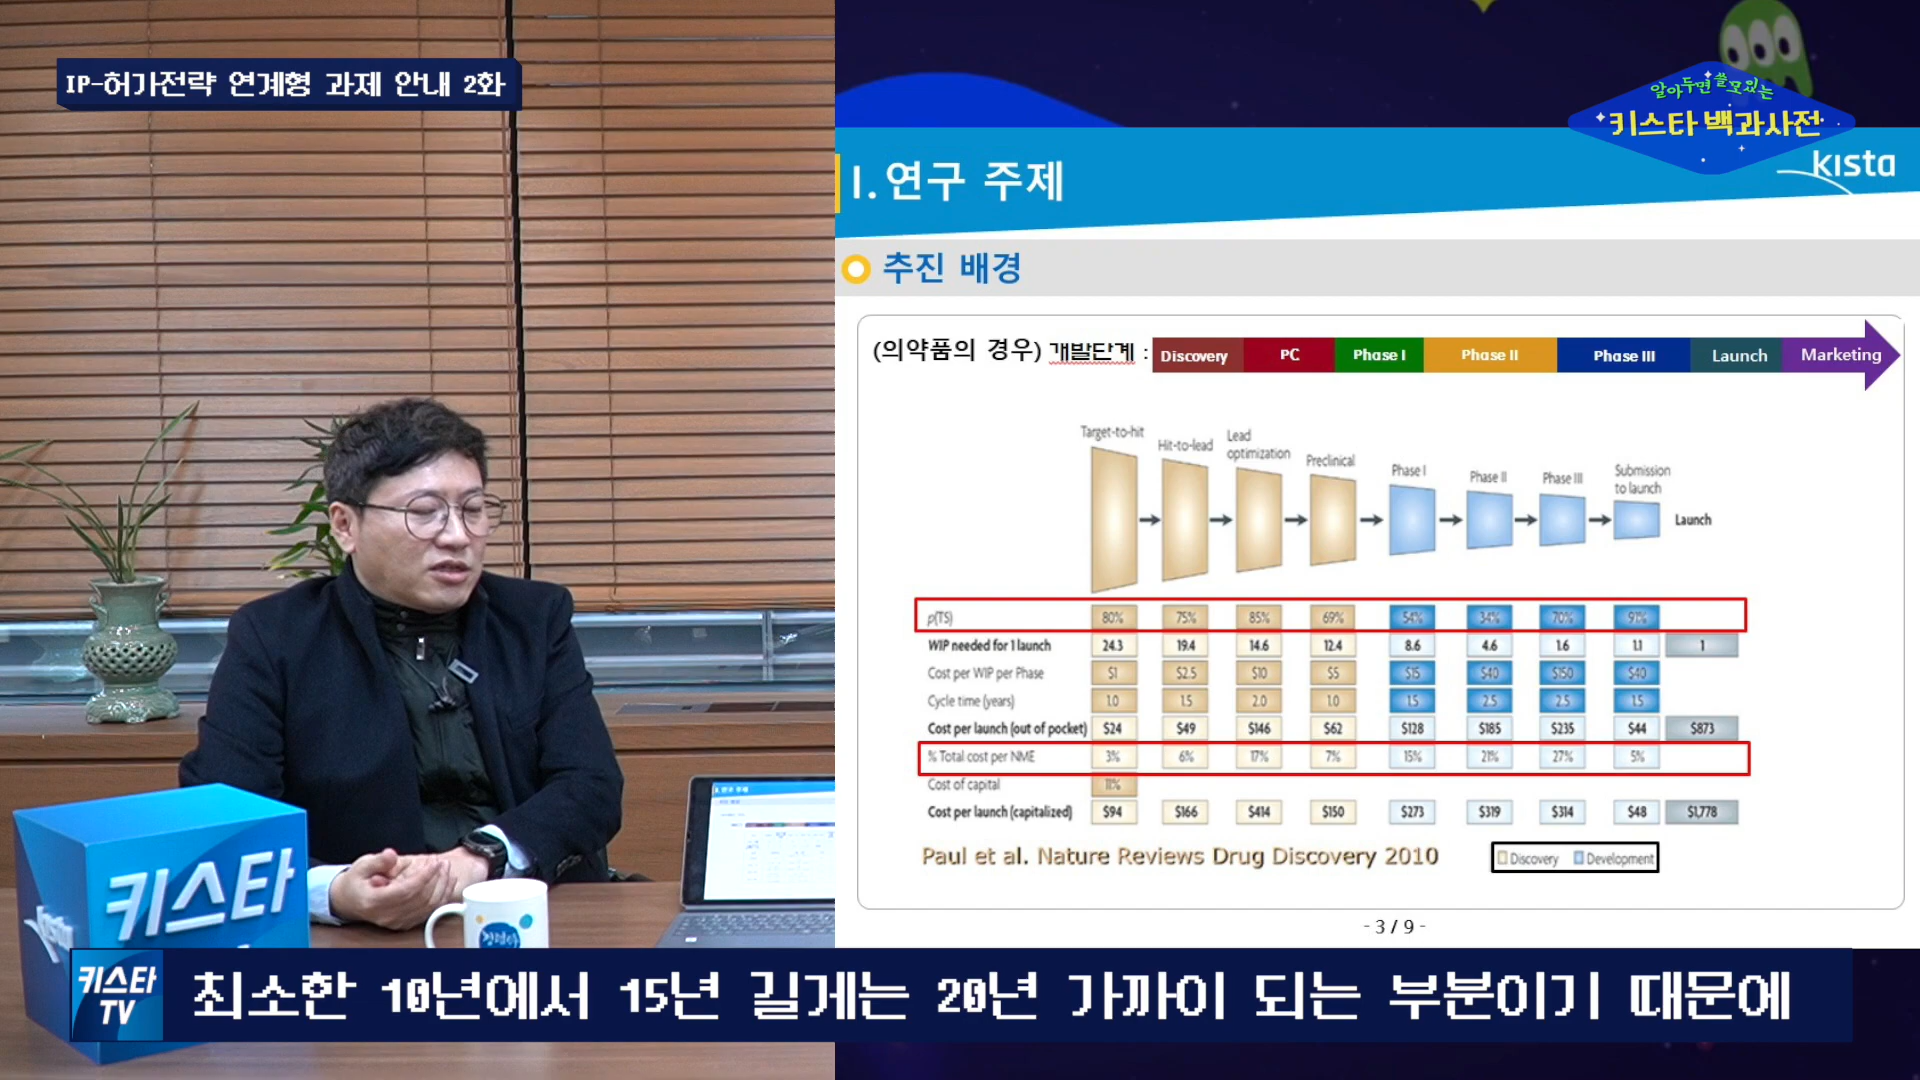 IP-허가전략 연계형 과제 안내 2화
알아두면 쓸모있는
키스타 백과사전
kısta
I. 연구 주제
추진 배경
(의약품의 경우) 개발단계 : Discovery PC Phase I Phase II Phase III Launch Marketing
Target-to-hit Hit-to-lead Lead optimization Preclinical Phase I Phase II Phase III Submission to launch Launch
p(TS) 80% 75% 85% 69% 54% 34% 70% 91%
WIP needed for 1 launch 24.3 19.4 14.6 12.4 8.6 4.6 1.6 1.1 1
Cost per WIP per Phase $1 $2.5 $10 $5 $15 $40 $150 $40
Cycle time (years) 1.0 1.5 2.0 1.0 1.5 2.5 2.5 1.5
Cost per launch (out of pocket) $24 $49 $146 $62 $128 $185 $235 $44 $873
% Total cost per NME 3% 6% 17% 7% 15% 21% 27% 5%
Cost of capital 11%
Cost per launch (capitalized) $94 $166 $414 $150 $273 $319 $314 $48 $1,778
Paul et al. Nature Reviews Drug Discovery 2010
Discovery Development
- 3 / 9 -
키스타
키스타
TV
최소한 10년에서 15년 길게는 20년 가까이 되는 부분이기 때문에